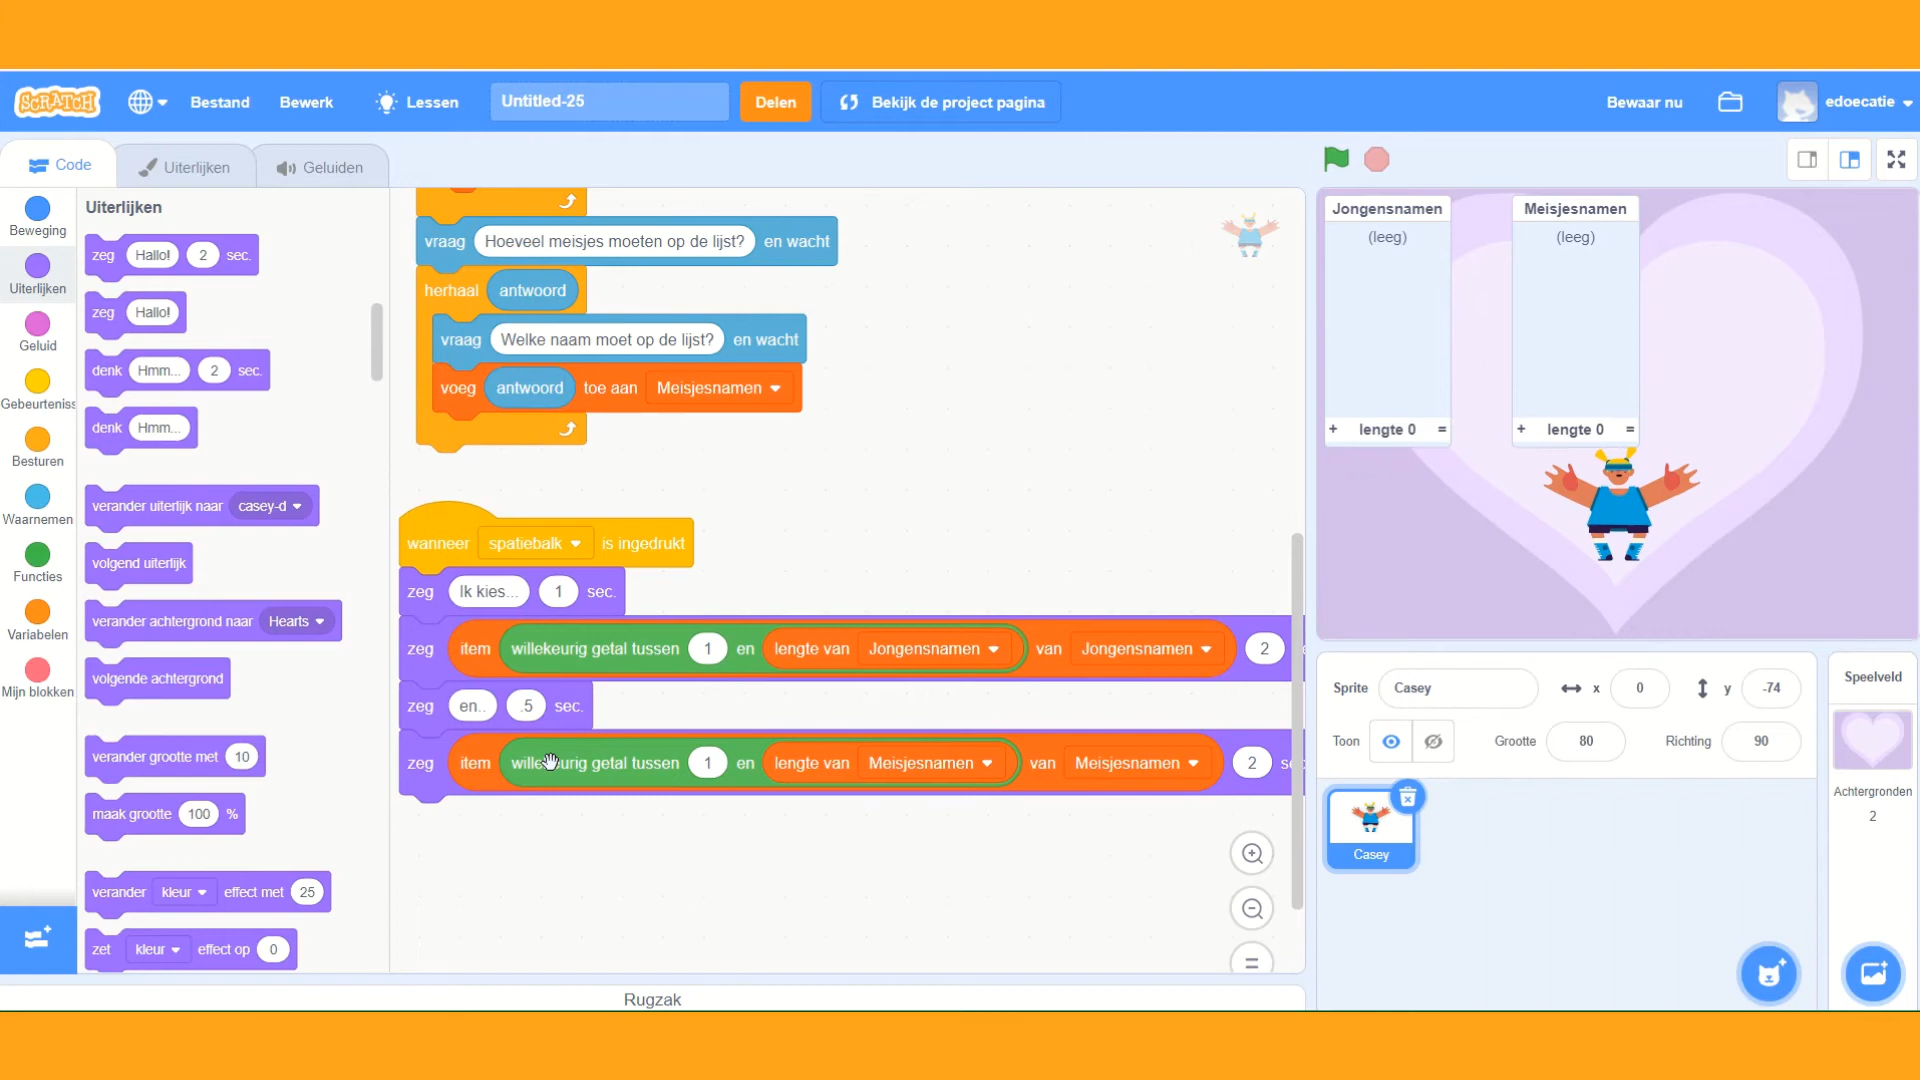 SCRATCH Bestand Bewerk Lessen Untitled-25 Delen Bekijk de project pagina Bewaar nu edoecatie
Code Uiterlijken Geluiden
Beweging
Uiterlijken
Geluid
Gebeurteniss
Besturen
Waarnemen
Functies
Variabelen
Mijn blokken
Uiterlijken
zeg Hallo! 2 sec.
zeg Hallo!
denk Hmm... 2 sec.
denk Hmm...
verander uiterlijk naar casey-d
volgend uiterlijk
verander achtergrond naar Hearts
volgende achtergrond
verander grootte met 10
maak grootte 100 %
verander kleur effect met 25
zet kleur effect op 0
vraag Hoeveel meisjes moeten op de lijst? en wacht
herhaal antwoord
vraag Welke naam moet op de lijst? en wacht
voeg antwoord toe aan Meisjesnamen
wanneer spatiebalk is ingedrukt
zeg Ik kies... 1 sec.
zeg item willekeurig getal tussen 1 en lengte van Jongensnamen van Jongensnamen 2
zeg en.. .5 sec.
zeg item willekeurig getal tussen 1 en lengte van Meisjesnamen van Meisjesnamen 2
Rugzak
Jongensnamen
(leeg)
+ lengte 0 =
Meisjesnamen
(leeg)
+ lengte 0 =
Sprite Casey x 0 y -74
Toon Grootte 80 Richting 90
Casey
Speelveld
Achtergronden
2